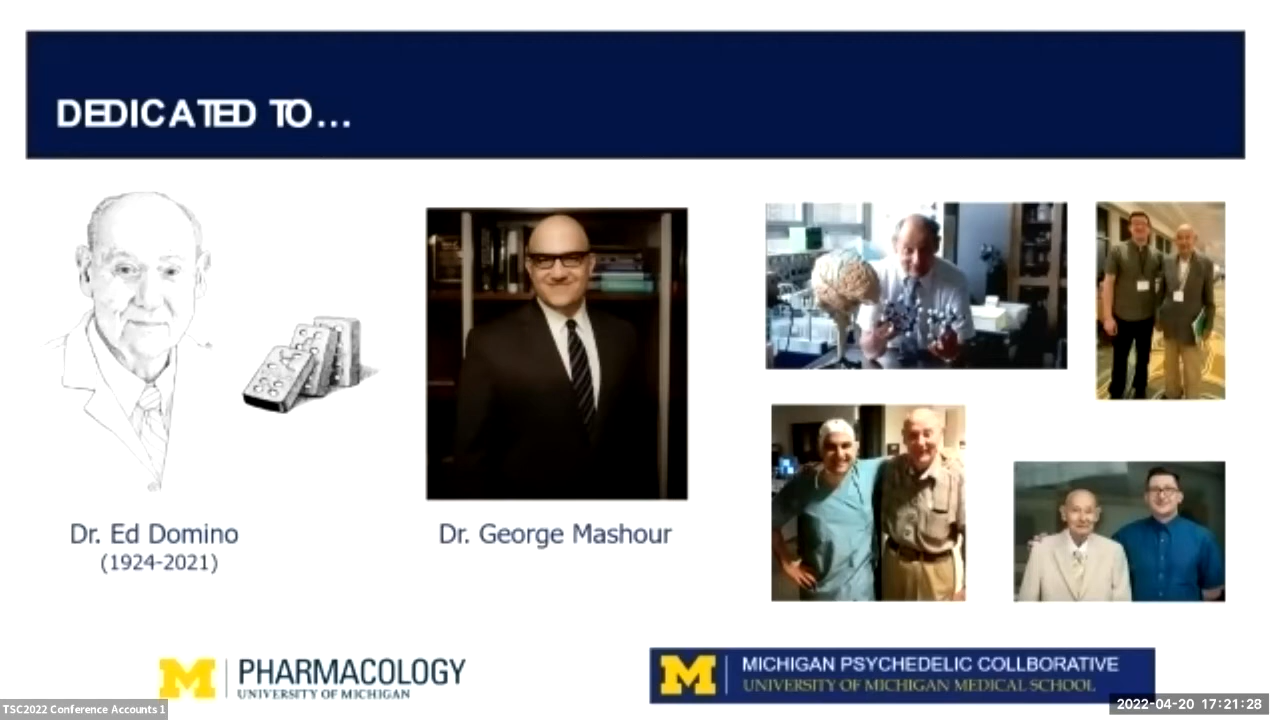 DEDICATED TO...
Dr. Ed Domino
(1924-2021)
Dr. George Mashour
M PHARMACOLOGY
UNIVERSITY OF MICHIGAN
M MICHIGAN PSYCHEDELIC COLLBORATIVE
UNIVERSITY OF MICHIGAN MEDICAL SCHOOL
TSC2022 Conference Accounts 1
2022-04-20 17:21:28